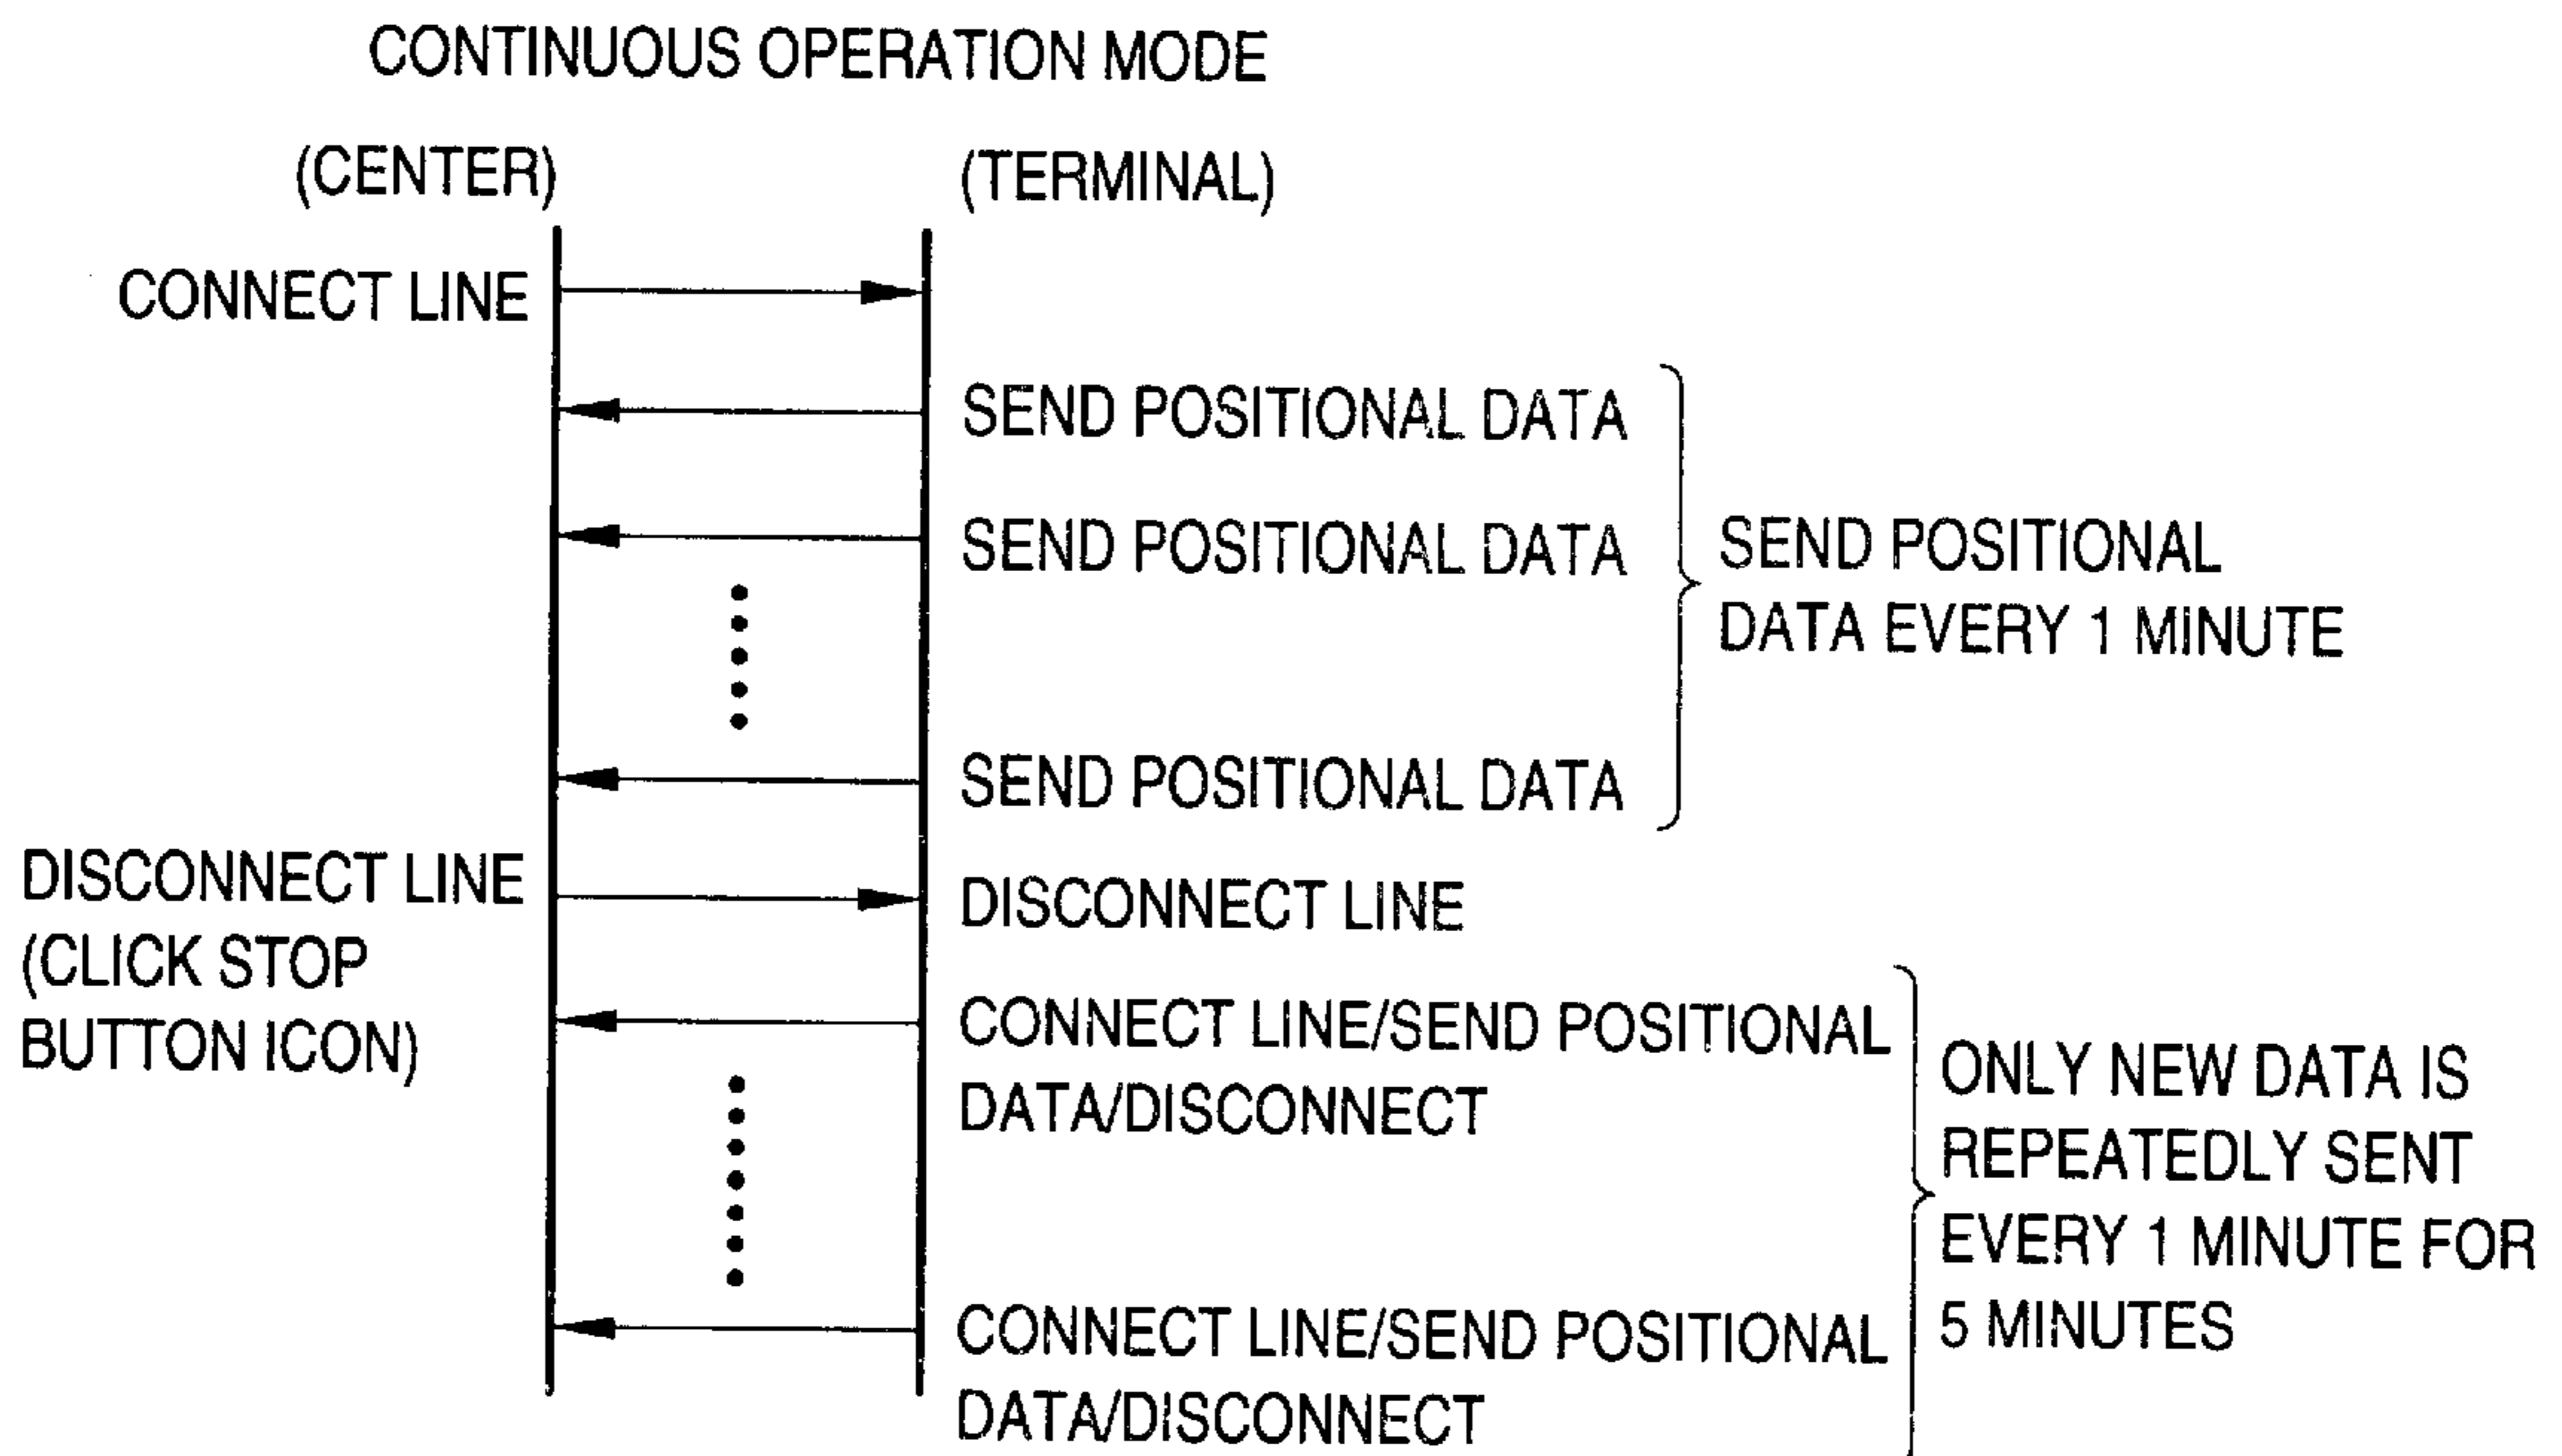 CONTINUOUS OPERATION MODE
(CENTER)
(TERMINAL)
CONNECT LINE
SEND POSITIONAL DATA
SEND POSITIONAL DATA
SEND POSITIONAL
DATA EVERY 1 MINUTE
SEND POSITIONAL DATA
DISCONNECT LINE
(CLICK STOP
BUTTON ICON)
DISCONNECT LINE
CONNECT LINE/SEND POSITIONAL
DATA/DISCONNECT
ONLY NEW DATA IS
REPEATEDLY SENT
EVERY 1 MINUTE FOR
5 MINUTES
CONNECT LINE/SEND POSITIONAL
DATA/DISCONNECT